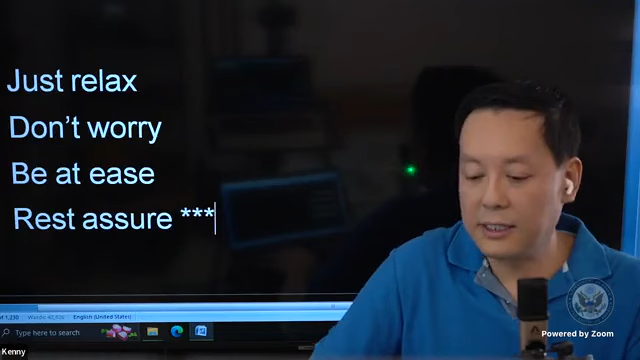 Just relax
Don't worry
Be at ease
Rest assure ***
English (United States)
Type here to search
Powered by Zoom
Kenny